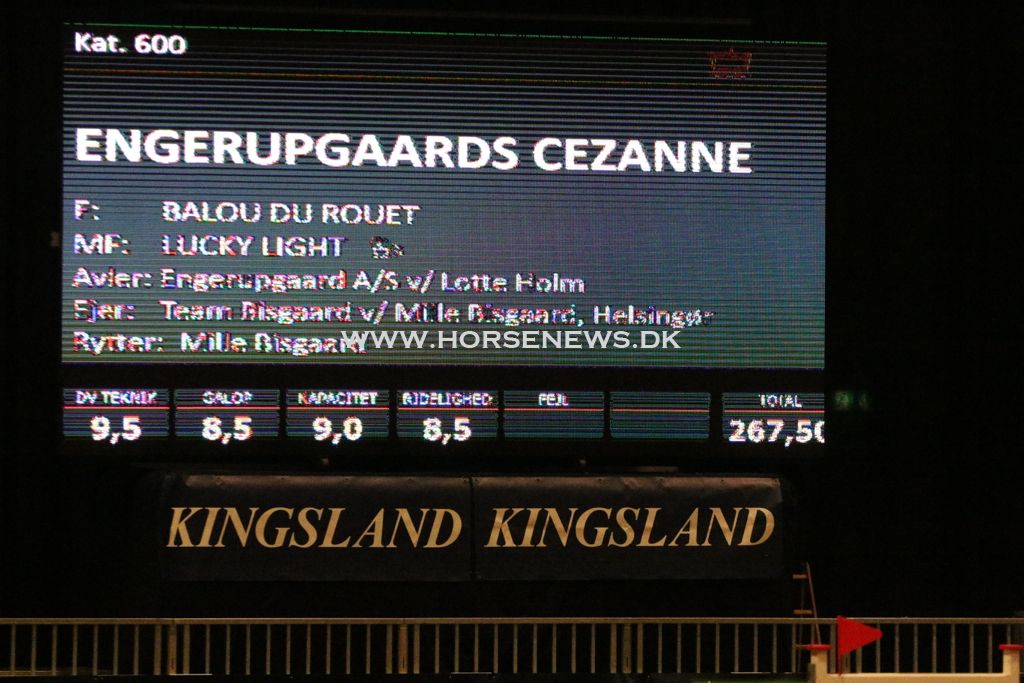 Kat. 600
ENGERUPGAARDS CEZANNE
F: BALOU DU ROUET
MF: LUCKY LIGHT
Avler: Engerupgaard A/S v/ Lotte Holm
Ejer: Team Bisgaard v/ Mille Bisgaard, Helsingør
Rytter: Mille Bisgaard
WWW.HORSENEWS.DK
DV TEKNIK GALOP KAPACITET RIDELIGHED FEJL TOTAL
9,5 8,5 9,0 8,5 267,50
KINGSLAND KINGSLAND